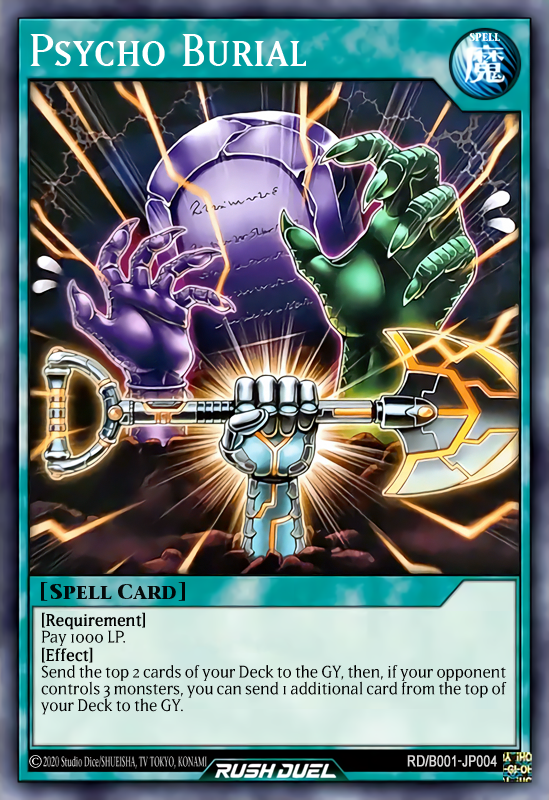 Psycho Burial
SPELL
魔
[Spell Card]
[Requirement]
Pay 1000 LP.
[Effect]
Send the top 2 cards of your Deck to the GY, then, if your opponent
controls 3 monsters, you can send 1 additional card from the top of
your Deck to the GY.
©2020 Studio Dice/SHUEISHA, TV TOKYO, KONAMI
RUSH DUEL
RD/B001-JP004